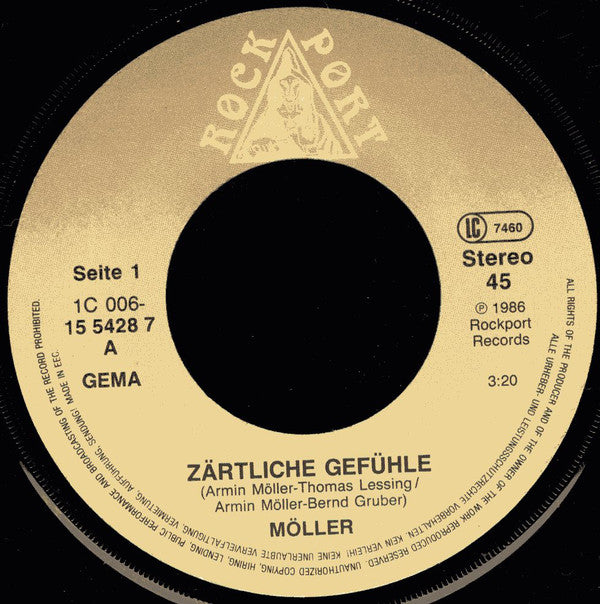 ROCK PORT
LC 7460
Stereo
45
℗ 1986
Rockport
Records
3:20
Seite 1
1C 006-
15 5428 7
A
GEMA
ZÄRTLICHE GEFÜHLE
(Armin Möller-Thomas Lessing/
Armin Möller-Bernd Gruber)
MÖLLER
ALL RIGHTS OF THE PRODUCER AND OF THE OWNER OF THE WORK REPRODUCED RESERVED. UNAUTHORIZED COPYING, HIRING, LENDING, PUBLIC PERFORMANCE AND BROADCASTING OF THE RECORD PROHIBITED.
ALLE URHEBER- UND LEISTUNGSSCHUTZRECHTE VORBEHALTEN. KEIN VERLEIH! KEINE UNERLAUBTE VERVIELFÄLTIGUNG, VERMIETUNG, AUFFÜHRUNG, SENDUNG! MADE IN EEC.